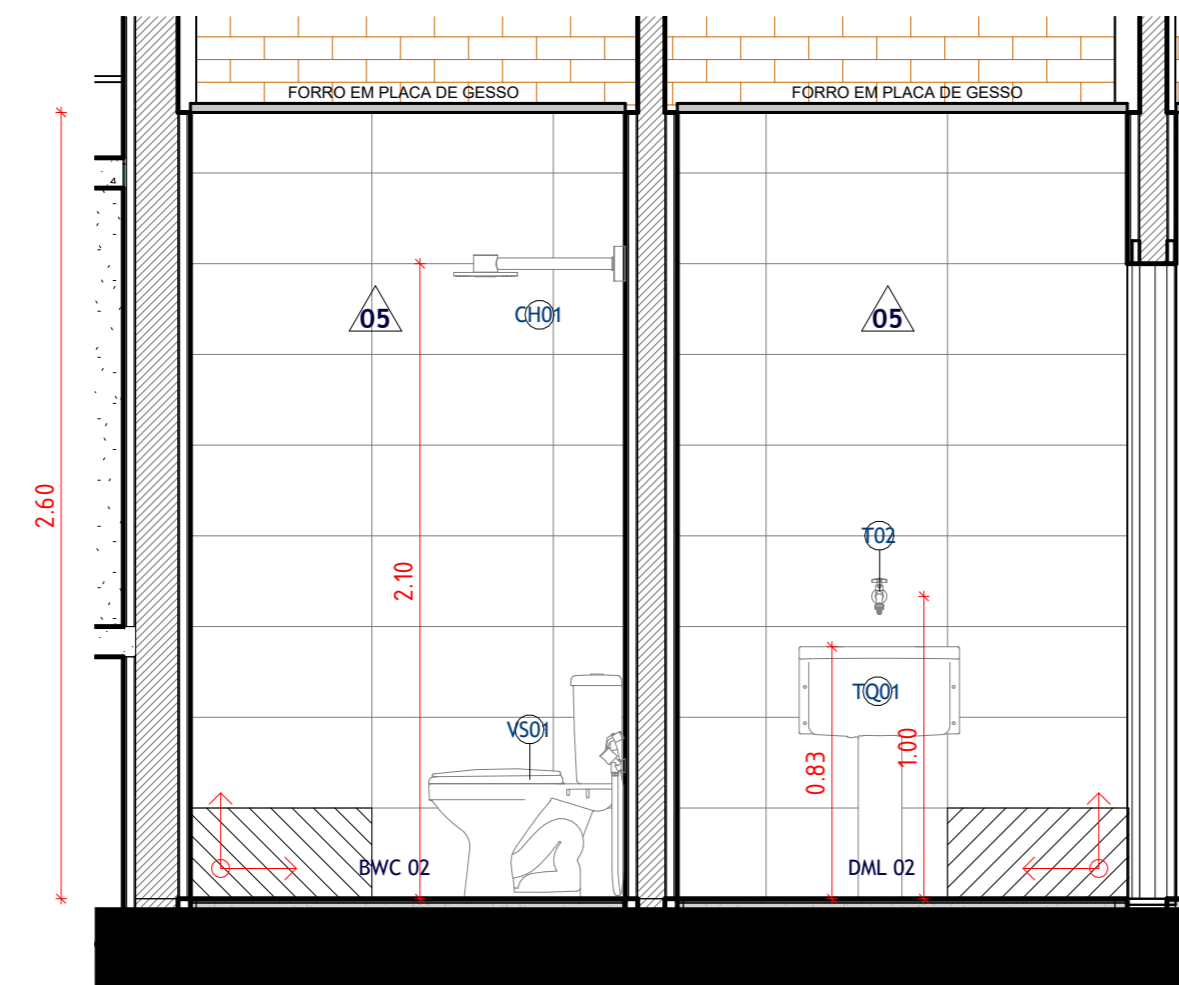 FORRO EM PLACA DE GESSO
FORRO EM PLACA DE GESSO
05
CH01
05
2.60
2.10
T02
TQ01
VS01
1.00
0.83
BWC 02
DML 02